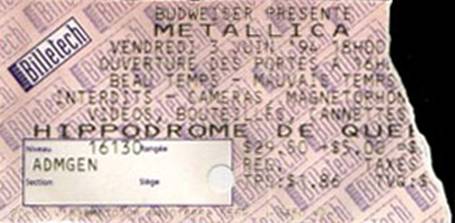 BUDWEISER PRESENTE
METALLICA
VENDREDI 3 JUIN '94 18H00
OUVERTURE DES PORTES A 16H
BEAU TEMPS - MAUVAIS TEMPS
INTERDITS - CAMERAS, MAGNETOPHON
VIDEOS, BOUTEILLES, CANNETTES
HIPPODROME DE QUE
Billetech
Niveau 16130 Rangée $29.50 +$5.02 =$
ADMGEN REG. TAXES
Section Siège TPS:$1.86 TVQ:$